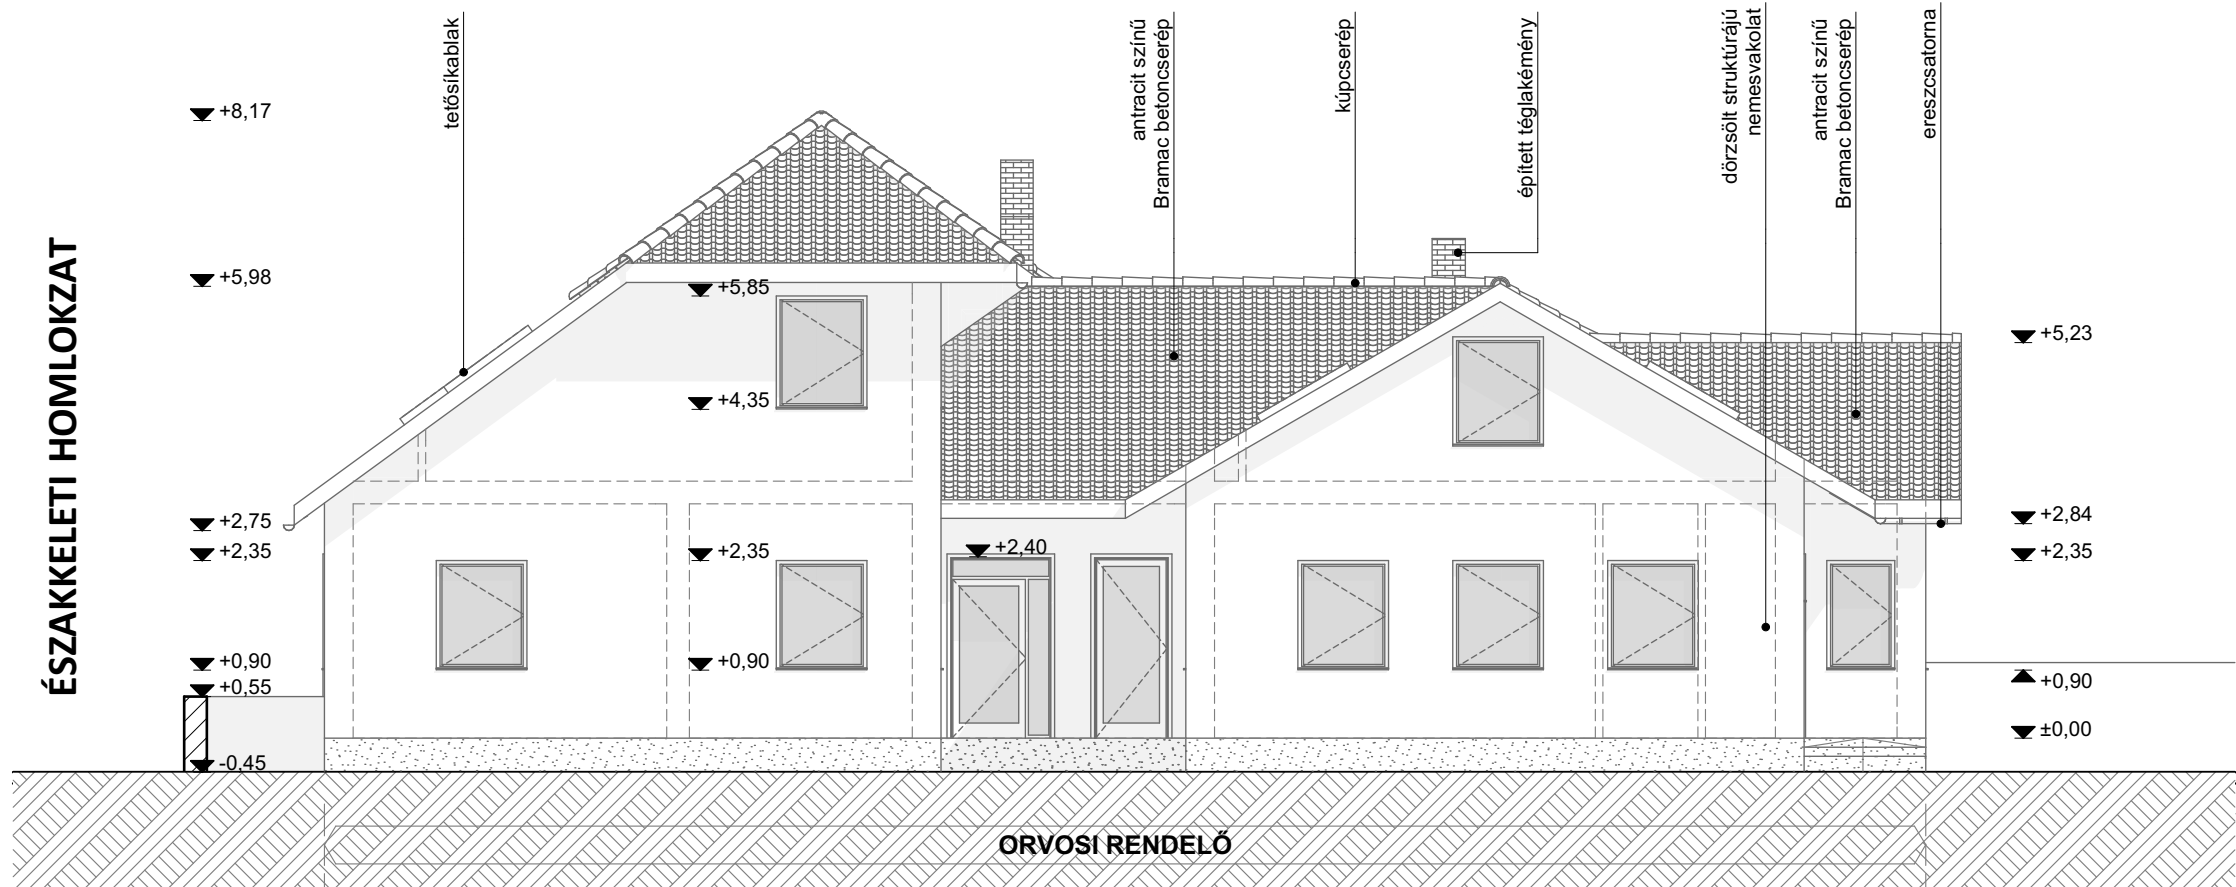 ÉSZAKKELETI HOMLOKZAT
+8,17
+5,98
+2,75
+2,35
+0,90
+0,55
-0,45
tetősíkablak
+5,85
+4,35
+2,35
+0,90
+2,40
antracit színű
Bramac betoncserép
kúpcserép
épített téglakémény
dörzsölt struktúrájú
nemesvakolat
antracit színű
Bramac betoncserép
ereszcsatorna
+5,23
+2,84
+2,35
+0,90
±0,00
ORVOSI RENDELŐ